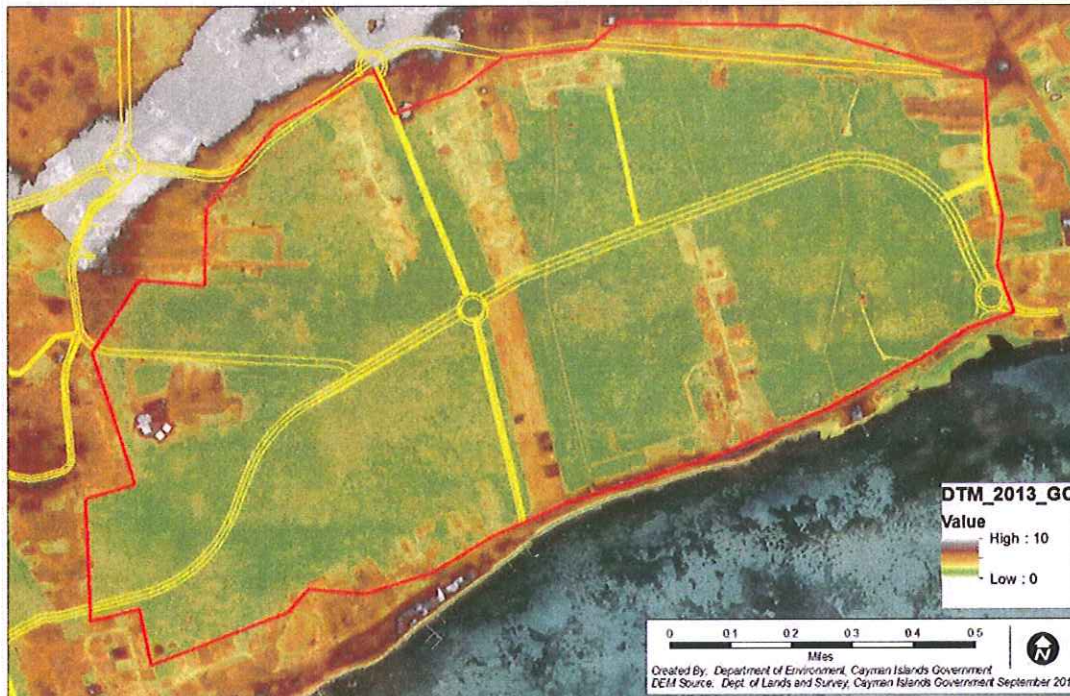 DTM_2013_GC
Value
High : 10
Low : 0
0 0.1 0.2 0.3 0.4 0.5
Miles
N
Created By: Department of Environment, Cayman Islands Government
DEM Source: Dept. of Lands and Survey, Cayman Islands Government September 201